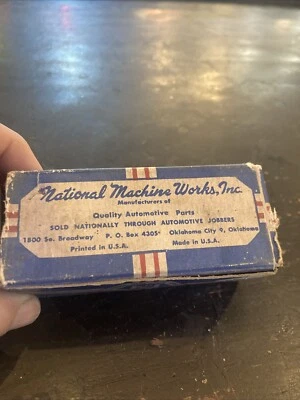 National Machine Works, Inc.
Manufacturers of
Quality Automotive Parts
SOLD NATIONALLY THROUGH AUTOMOTIVE JOBBERS
1800 So. Broadway P. O. Box 4305 Oklahoma City 9, Oklahoma
Printed in U.S.A. Made in U.S.A.